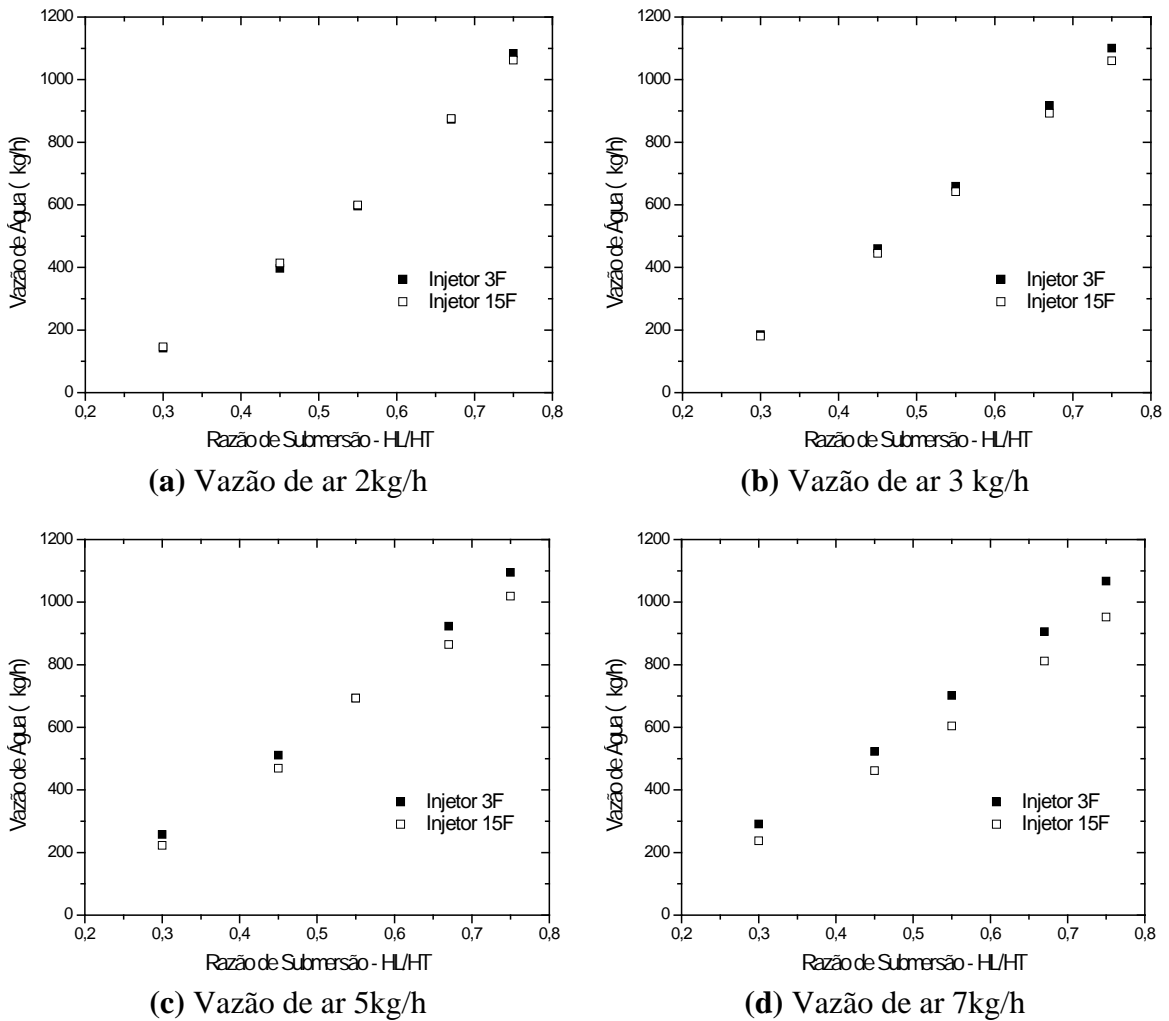 1200
1000
800
600
400
200
0
Vazão de Água ( kg/h)
Injetor 3F
Injetor 15F
0,2 0,3 0,4 0,5 0,6 0,7 0,8
Razão de Submersão - HL/HT
(a) Vazão de ar 2kg/h
1200
1000
800
600
400
200
0
Vazão de Água ( kg/h)
Injetor 3F
Injetor 15F
0,2 0,3 0,4 0,5 0,6 0,7 0,8
Razão de Submersão - HL/HT
(b) Vazão de ar 3 kg/h
1200
1000
800
600
400
200
0
Vazão de Água ( kg/h)
Injetor 3F
Injetor 15F
0,2 0,3 0,4 0,5 0,6 0,7 0,8
Razão de Submersão - HL/HT
(c) Vazão de ar 5kg/h
1200
1000
800
600
400
200
0
Vazão de Água ( kg/h)
Injetor 3F
Injetor 15F
0,2 0,3 0,4 0,5 0,6 0,7 0,8
Razão de Submersão - HL/HT
(d) Vazão de ar 7kg/h